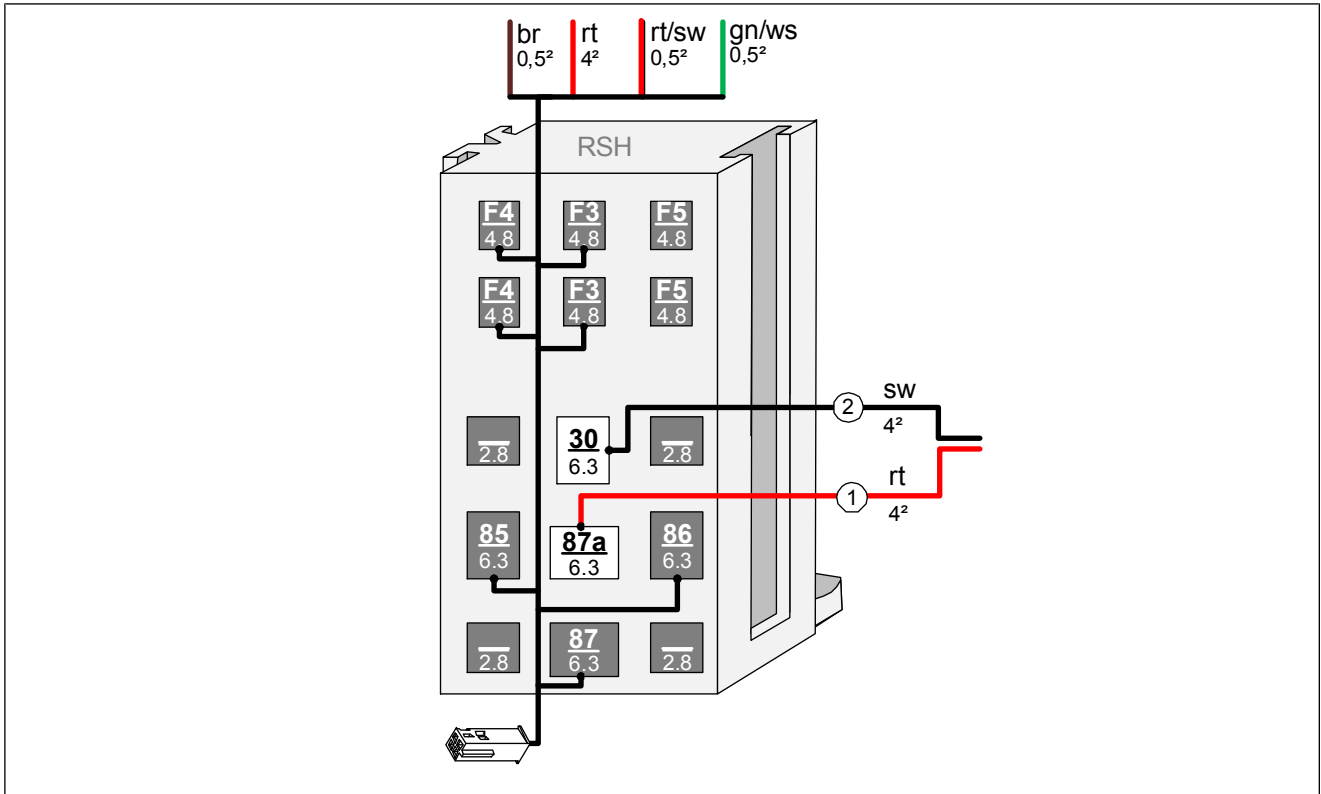 br rt rt/sw gn/ws
0,5² 4² 0,5² 0,5²
RSH
F4 F3 F5
4.8 4.8 4.8
F4 F3 F5
4.8 4.8 4.8
2 sw
4²
30
2.8 6.3 2.8
rt
1
4²
85 87a 86
6.3 6.3 6.3
87
2.8 6.3 2.8